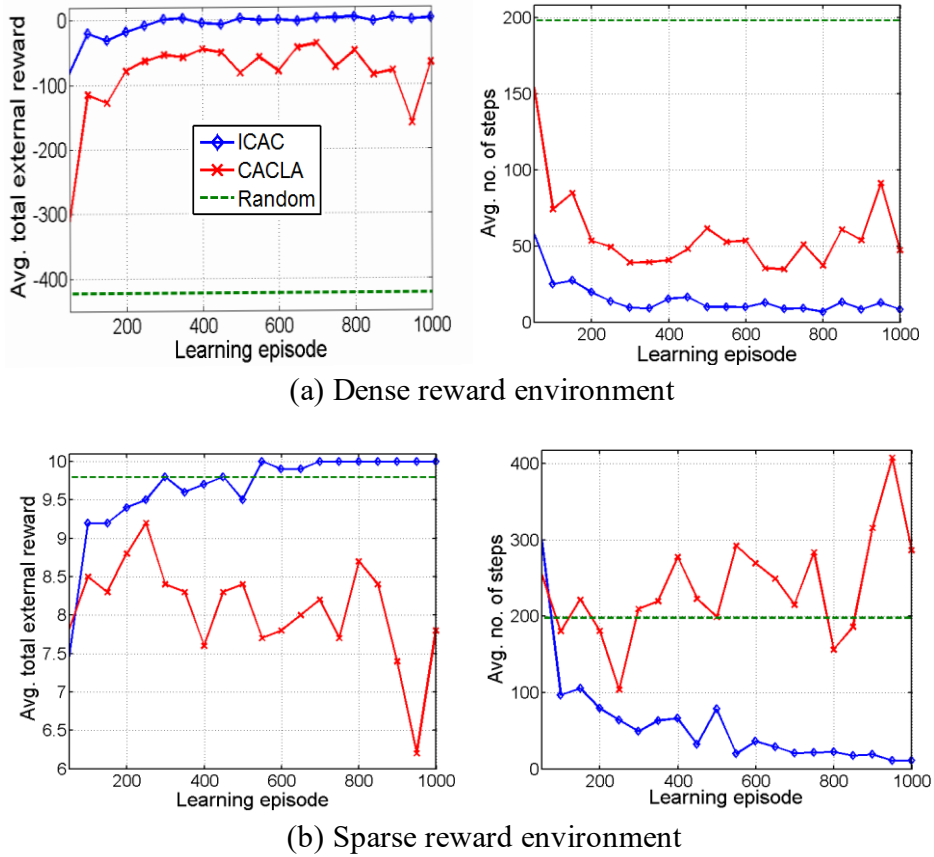 Avg. total external reward
0
-100
-200
-300
-400
200 400 600 800 1000
Learning episode
ICAC
CACLA
Random
Avg. no. of steps
200
150
100
50
0
200 400 600 800 1000
Learning episode
(a) Dense reward environment
Avg. total external reward
10
9.5
9
8.5
8
7.5
7
6.5
6
200 400 600 800 1000
Learning episode
Avg. no. of steps
400
300
200
100
0
200 400 600 800 1000
Learning episode
(b) Sparse reward environment